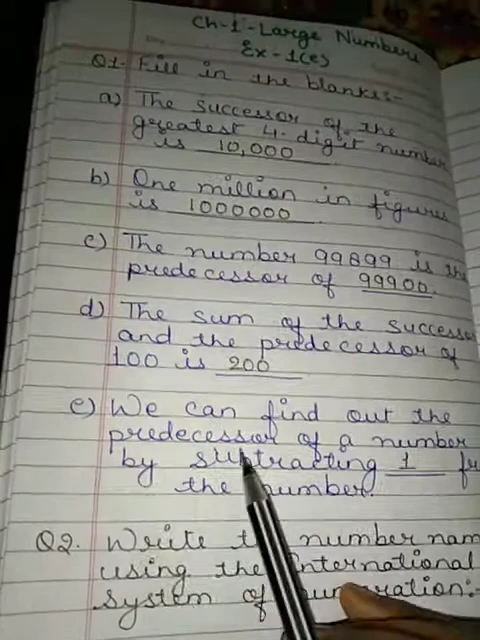 Ch-1-Large Numbers
Ex-1(e)
Q1- Fill in the blanks:-
a) The successor of the
greatest 4-digit number
is 10,000
b) One million in figures
is 1000000
c) The number 99899 is the
predecessor of 99900.
d) The sum of the successor
and the predecessor of
100 is 200
e) We can find out the
predecessor of a number
by subtracting 1 fr
the number.
Q2. Write number nam
using the International
system of